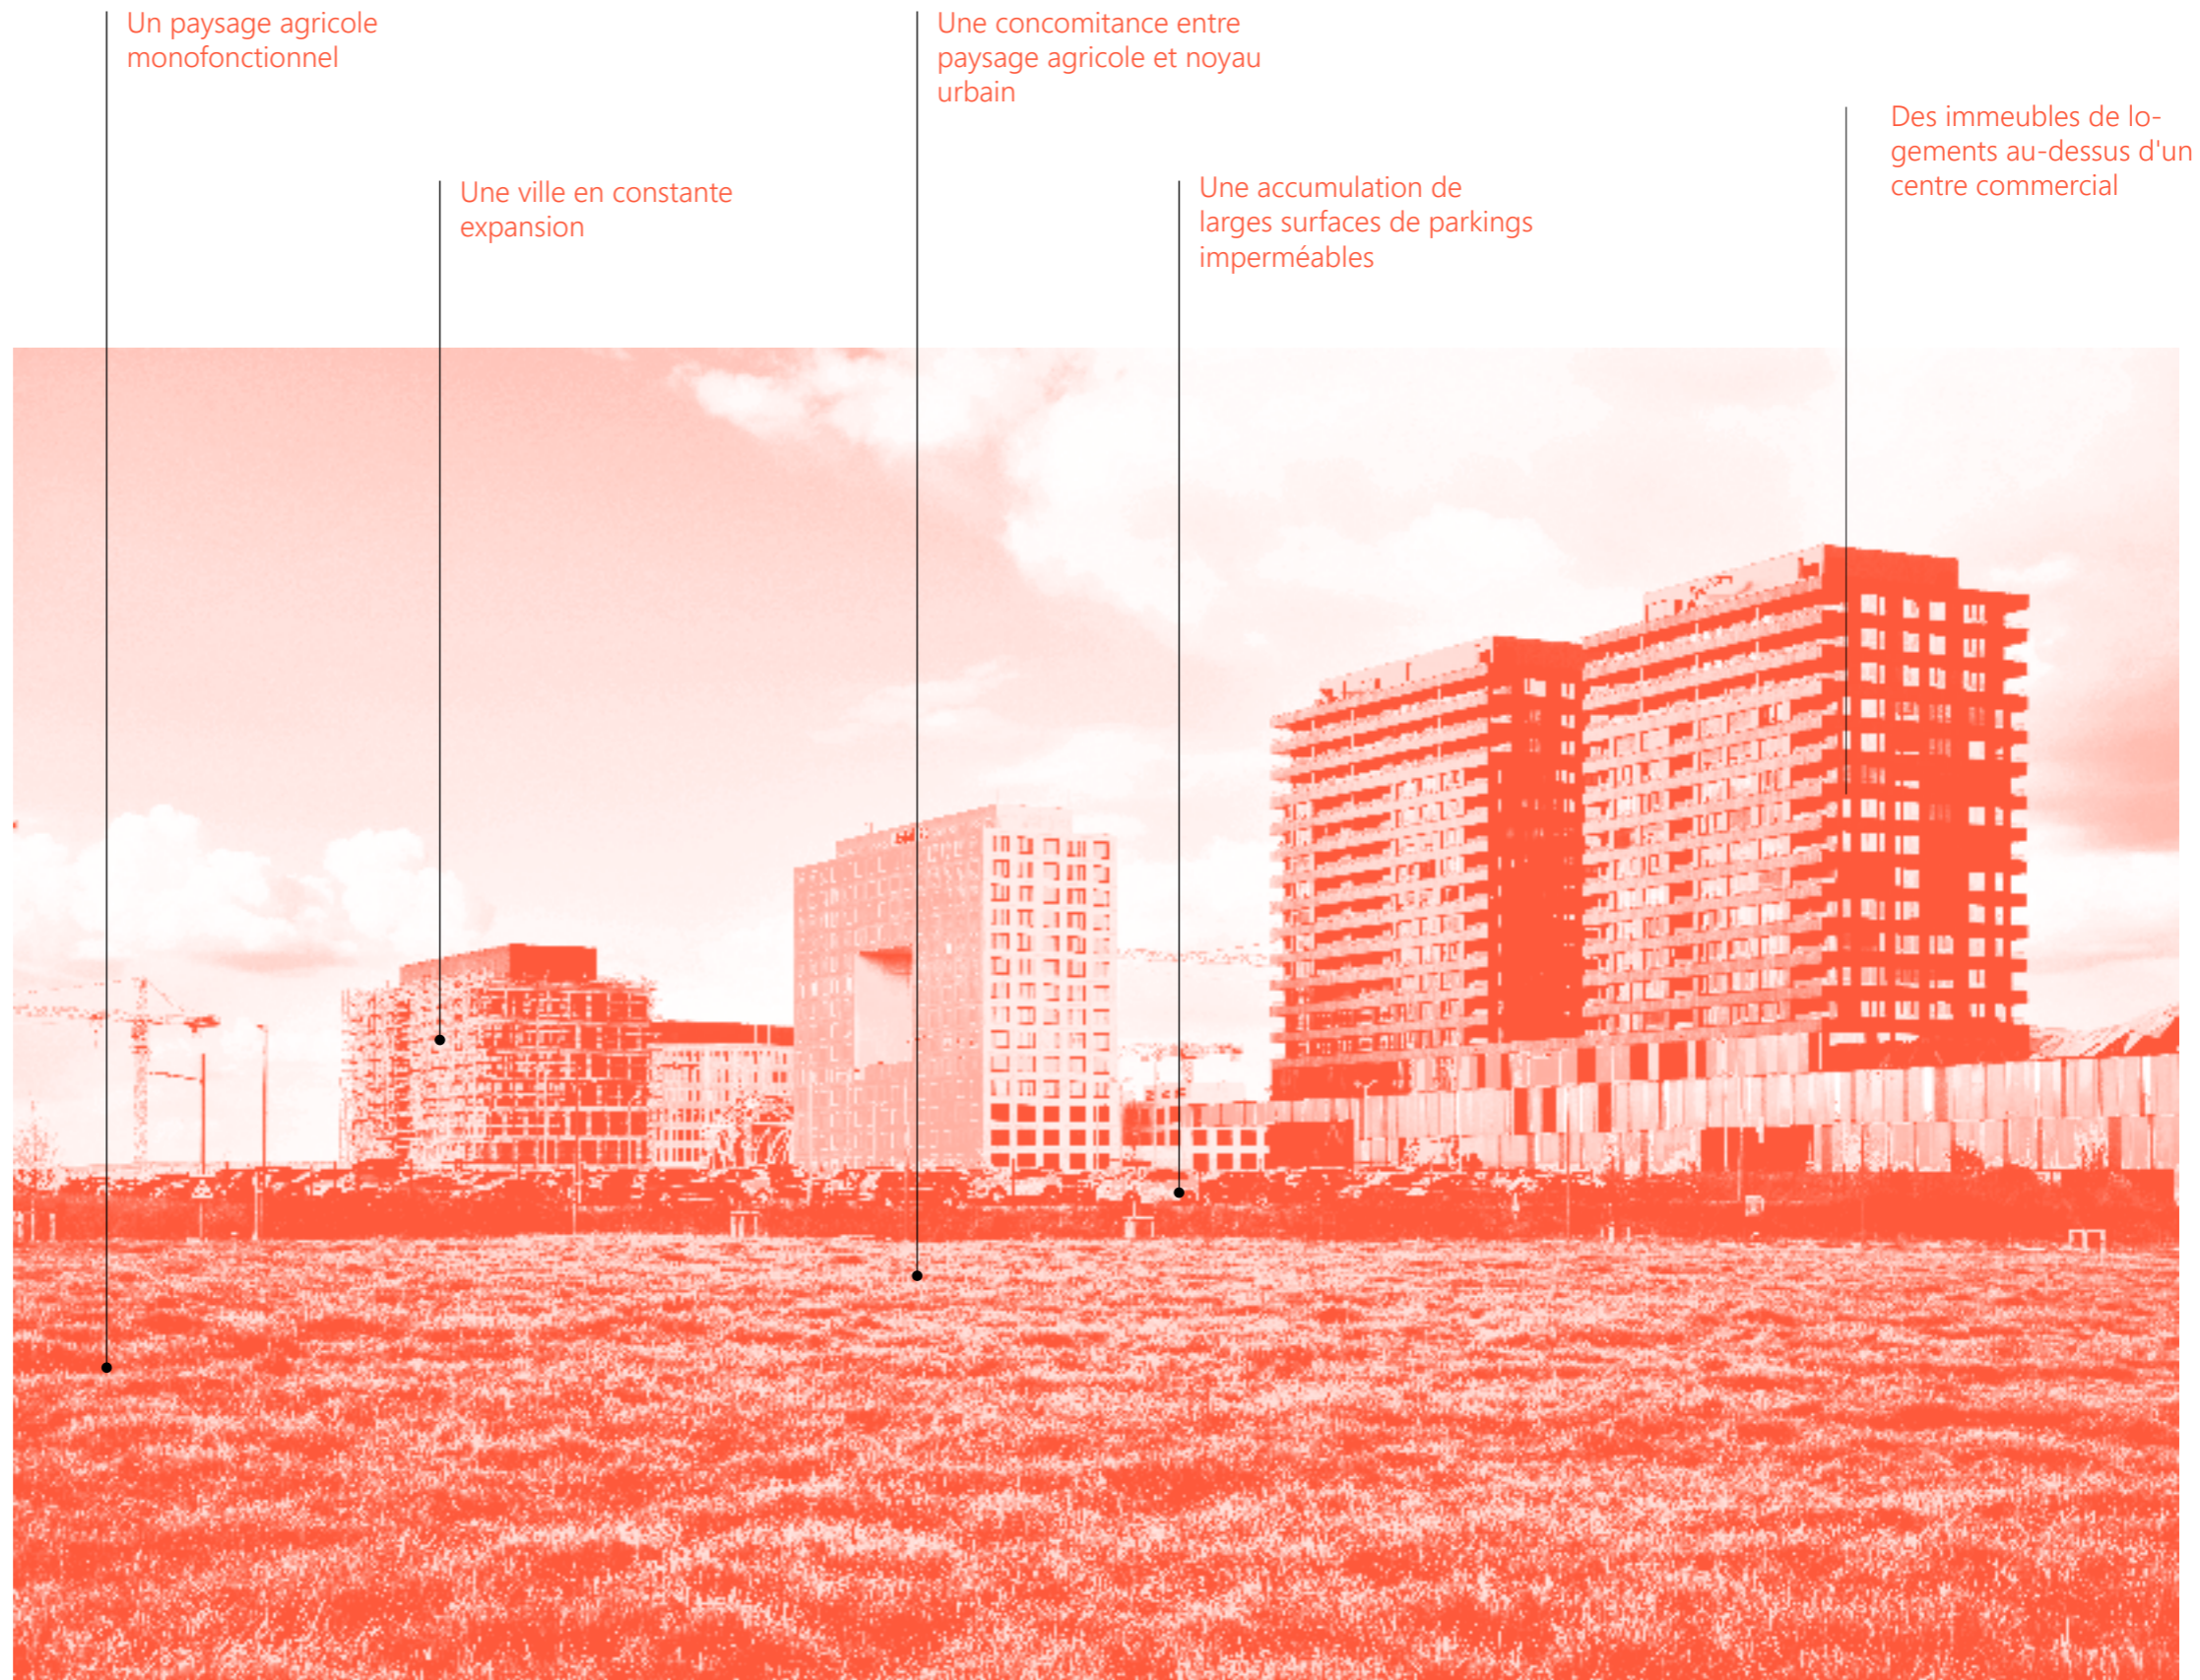 Un paysage agricole
monofonctionnel
Une ville en constante
expansion
Une concomitance entre
paysage agricole et noyau
urbain
Une accumulation de
larges surfaces de parkings
imperméables
Des immeubles de lo-
gements au-dessus d'un
centre commercial